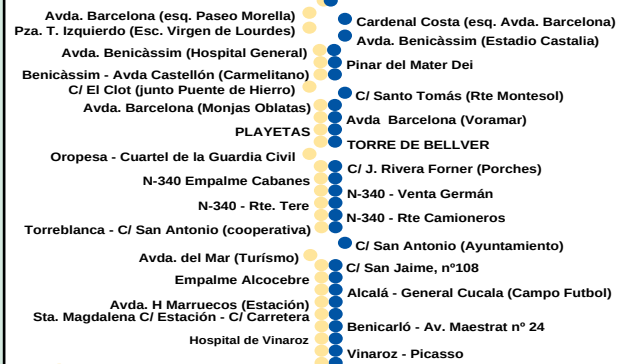 Avda. Barcelona (esq. Paseo Morella)
Cardenal Costa (esq. Avda. Barcelona)
Pza. T. Izquierdo (Esc. Virgen de Lourdes)
Avda. Benicàssim (Estadio Castalia)
Avda. Benicàssim (Hospital General)
Pinar del Mater Dei
Benicàssim - Avda Castellón (Carmelitano)
C/ El Clot (junto Puente de Hierro)
C/ Santo Tomás (Rte Montesol)
Avda. Barcelona (Monjas Oblatas)
Avda Barcelona (Voramar)
PLAYETAS
TORRE DE BELLVER
Oropesa - Cuartel de la Guardia Civil
C/ J. Rivera Forner (Porches)
N-340 Empalme Cabanes
N-340 - Venta Germán
N-340 - Rte. Tere
N-340 - Rte Camioneros
Torreblanca - C/ San Antonio (cooperativa)
C/ San Antonio (Ayuntamiento)
Avda. del Mar (Turísmo)
C/ San Jaime, nº108
Empalme Alcocebre
Alcalá - General Cucala (Campo Futbol)
Avda. H Marruecos (Estación)
Sta. Magdalena C/ Estación - C/ Carretera
Benicarló - Av. Maestrat nº 24
Hospital de Vinaroz
Vinaroz - Picasso